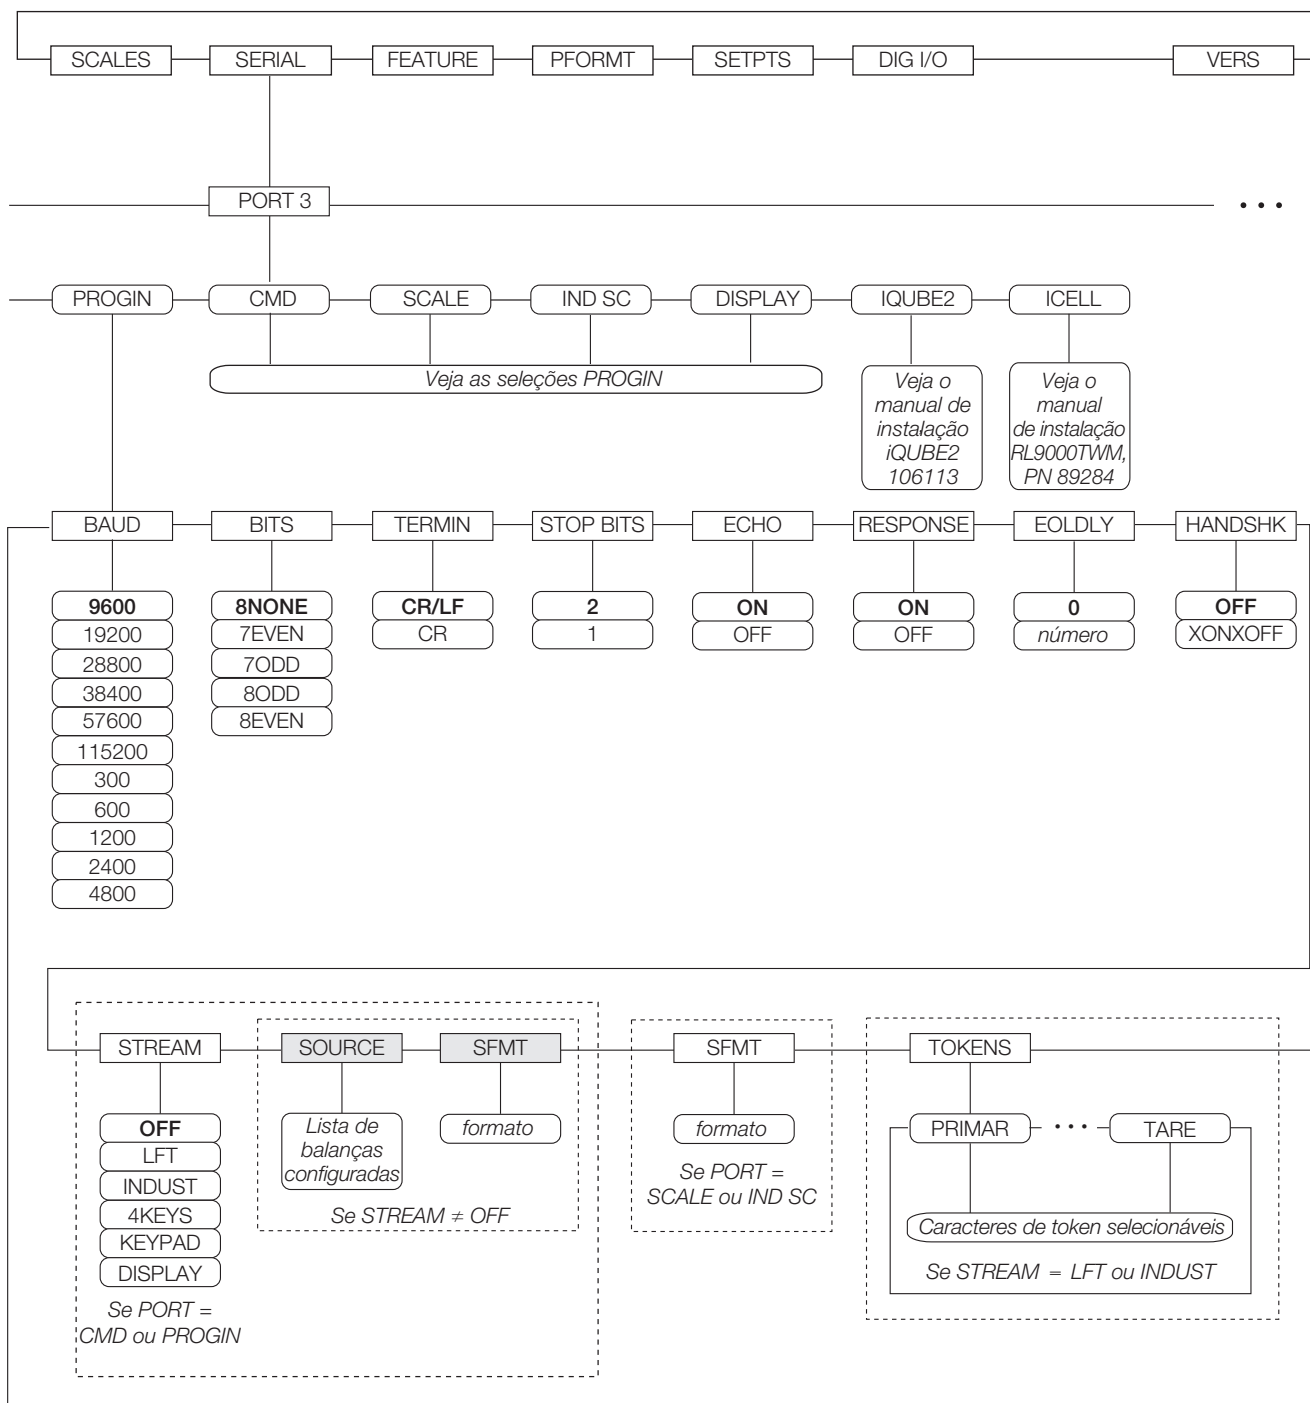 SCALES SERIAL FEATURE PFORMT SETPTS DIG I/O VERS
PORT 3 • • •
PROGIN CMD SCALE IND SC DISPLAY IQUBE2 ICELL
Veja as seleções PROGIN
Veja o
manual de
instalação
iQUBE2
106113
Veja o
manual
de instalação
RL9000TWM,
PN 89284
BAUD BITS TERMIN STOP BITS ECHO RESPONSE EOLDLY HANDSHK
9600 8NONE CR/LF 2 ON ON 0 OFF
19200 7EVEN CR 1 OFF OFF número XONXOFF
28800 7ODD
38400 8ODD
57600 8EVEN
115200
300
600
1200
2400
4800
STREAM SOURCE SFMT SFMT TOKENS
OFF
LFT
INDUST
4KEYS
KEYPAD
DISPLAY
Se PORT =
CMD ou PROGIN
Lista de
balanças
configuradas
formato
Se STREAM ≠ OFF
formato
Se PORT =
SCALE ou IND SC
PRIMAR • • • TARE
Caracteres de token selecionáveis
Se STREAM = LFT ou INDUST